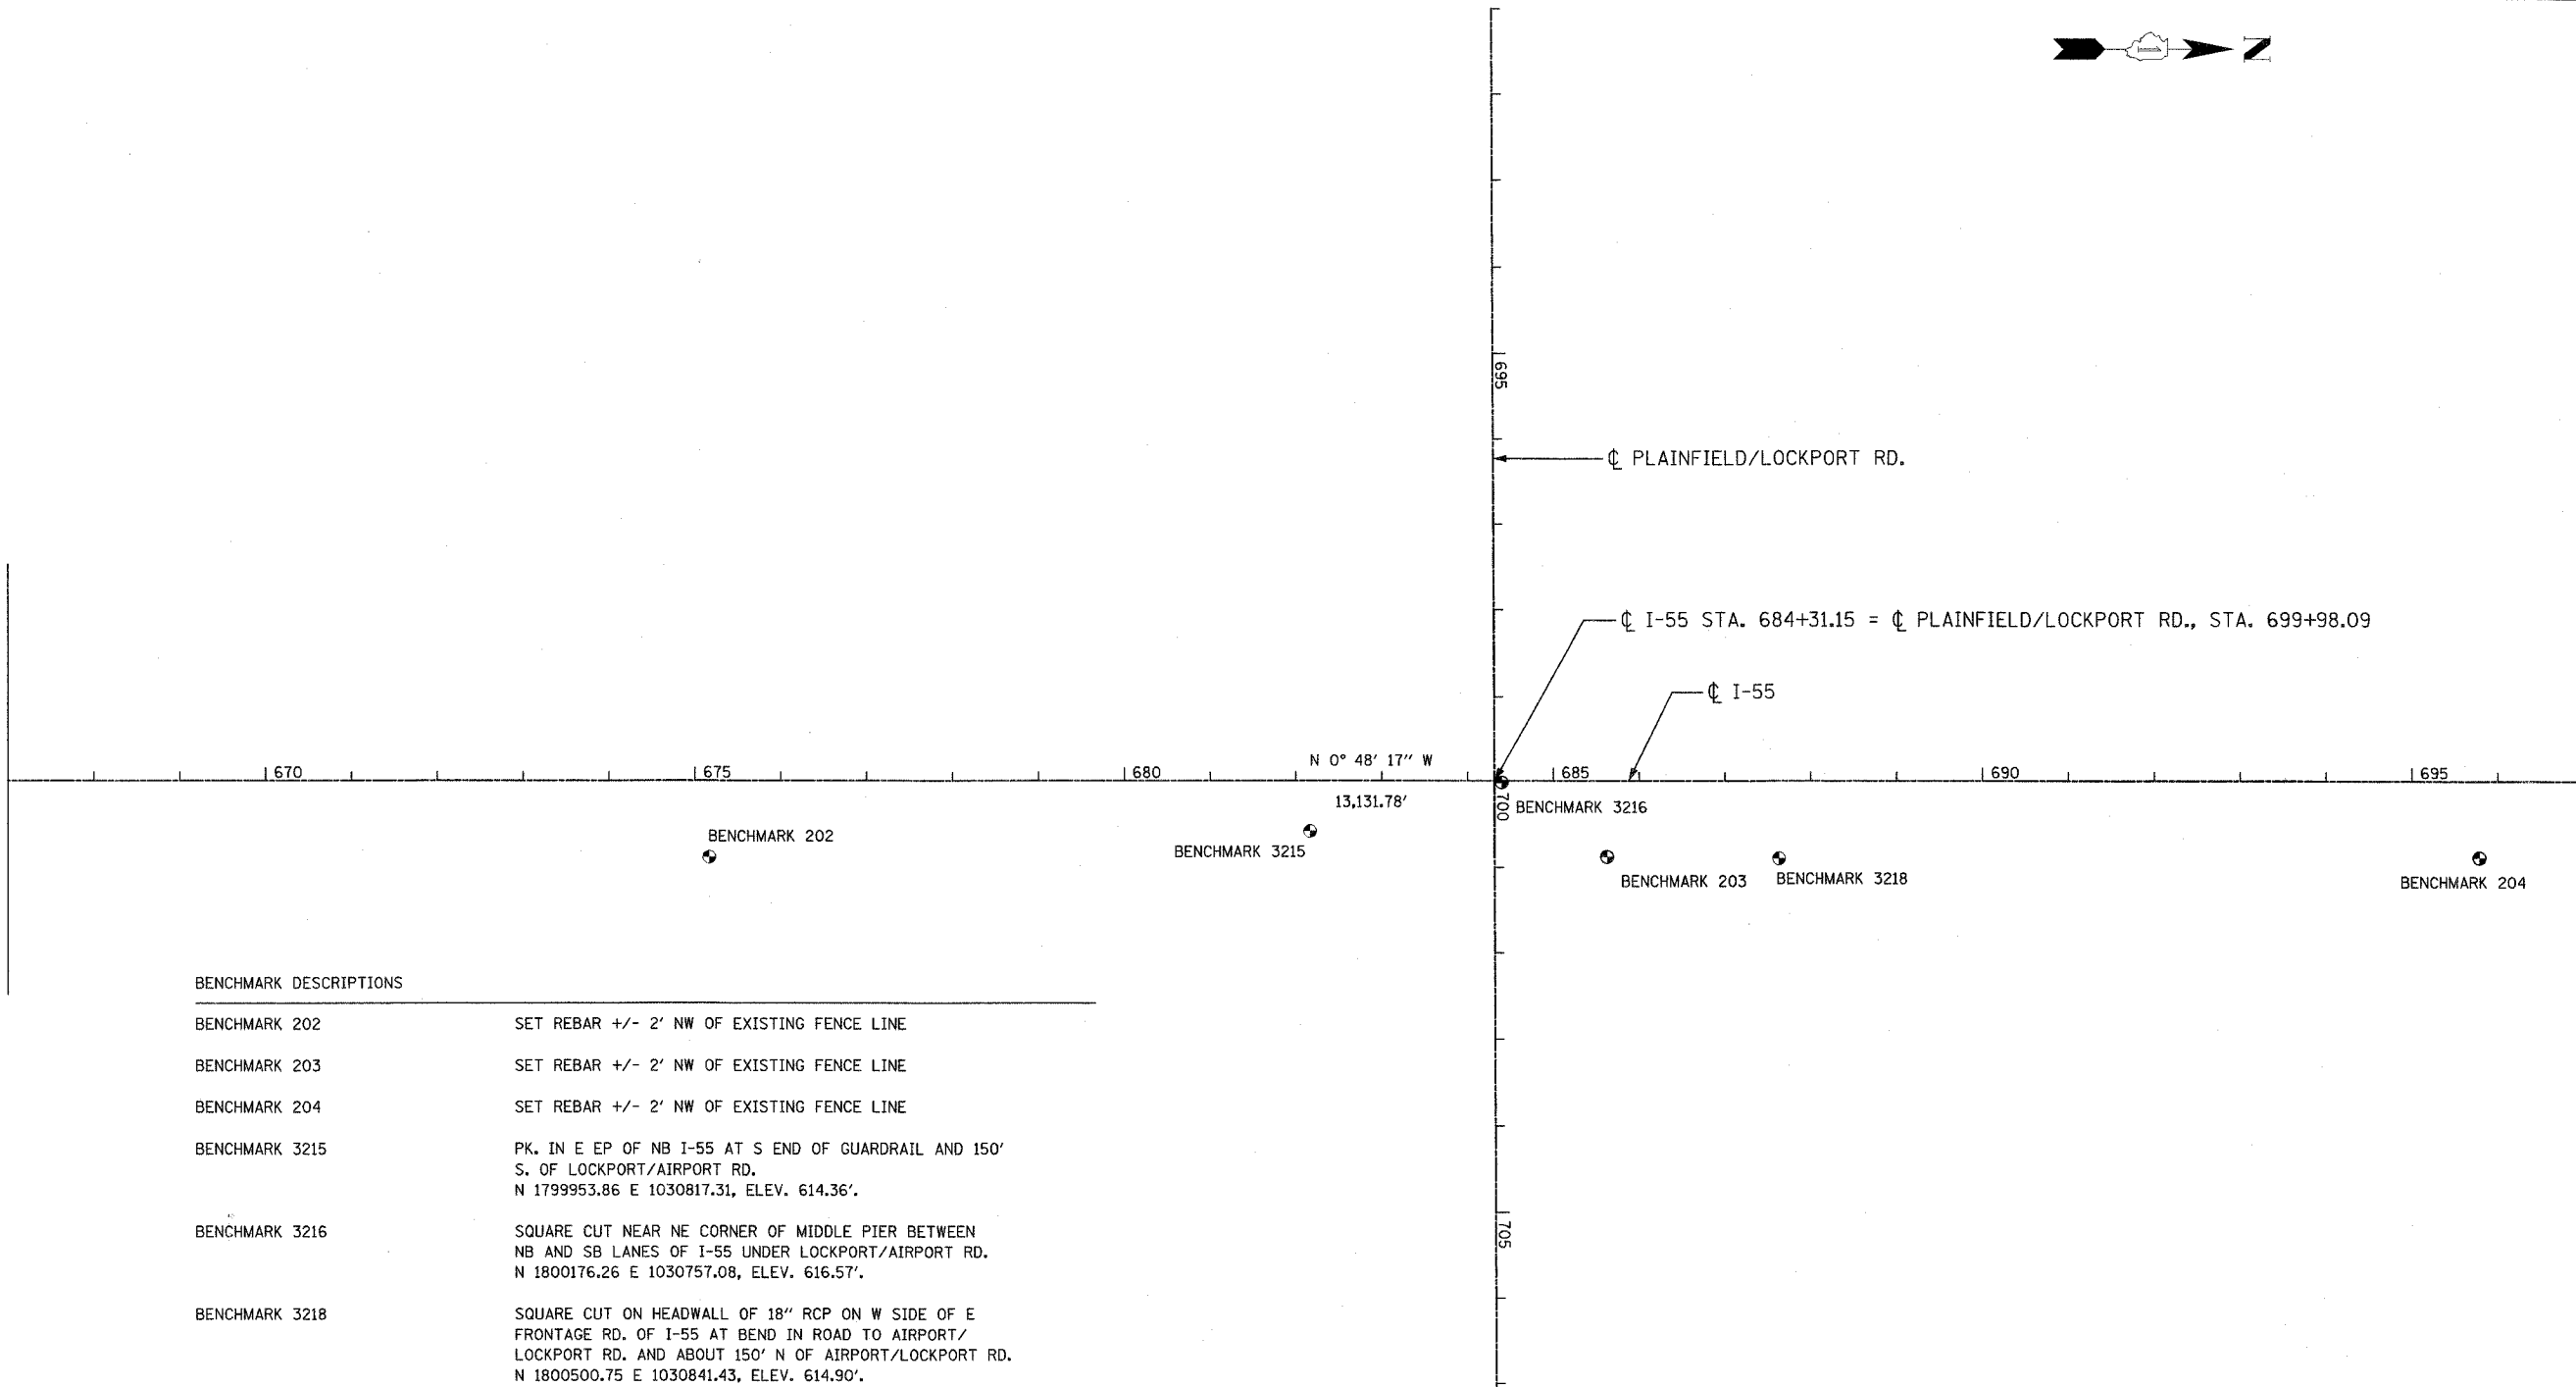 N
695
℄ PLAINFIELD/LOCKPORT RD.
℄ I-55 STA. 684+31.15 = ℄ PLAINFIELD/LOCKPORT RD., STA. 699+98.09
℄ I-55
N 0° 48' 17" W
670
675
680
685
690
695
13,131.78'
700
BENCHMARK 3216
BENCHMARK 202
BENCHMARK 3215
BENCHMARK 203
BENCHMARK 3218
BENCHMARK 204
BENCHMARK DESCRIPTIONS
BENCHMARK 202 SET REBAR +/- 2' NW OF EXISTING FENCE LINE
BENCHMARK 203 SET REBAR +/- 2' NW OF EXISTING FENCE LINE
BENCHMARK 204 SET REBAR +/- 2' NW OF EXISTING FENCE LINE
BENCHMARK 3215 PK. IN E EP OF NB I-55 AT S END OF GUARDRAIL AND 150'
S. OF LOCKPORT/AIRPORT RD.
N 1799953.86 E 1030817.31, ELEV. 614.36'.
BENCHMARK 3216 SQUARE CUT NEAR NE CORNER OF MIDDLE PIER BETWEEN
NB AND SB LANES OF I-55 UNDER LOCKPORT/AIRPORT RD.
N 1800176.26 E 1030757.08, ELEV. 616.57'.
705
BENCHMARK 3218 SQUARE CUT ON HEADWALL OF 18" RCP ON W SIDE OF E
FRONTAGE RD. OF I-55 AT BEND IN ROAD TO AIRPORT/
LOCKPORT RD. AND ABOUT 150' N OF AIRPORT/LOCKPORT RD.
N 1800500.75 E 1030841.43, ELEV. 614.90'.